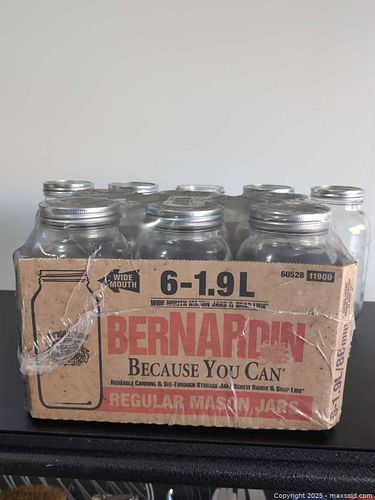 WIDE
MOUTH
6-1.9L
60528 11900
WIDE MOUTH MASON JARS & SNAP LIDS
BERNARDIN
BECAUSE YOU CAN®
REUSABLE CANNING & SEE-THROUGH STORAGE JARS, SCREW BANDS & SNAP LIDS
REGULAR MASON JARS
Copyright 2025 - maxsold.com